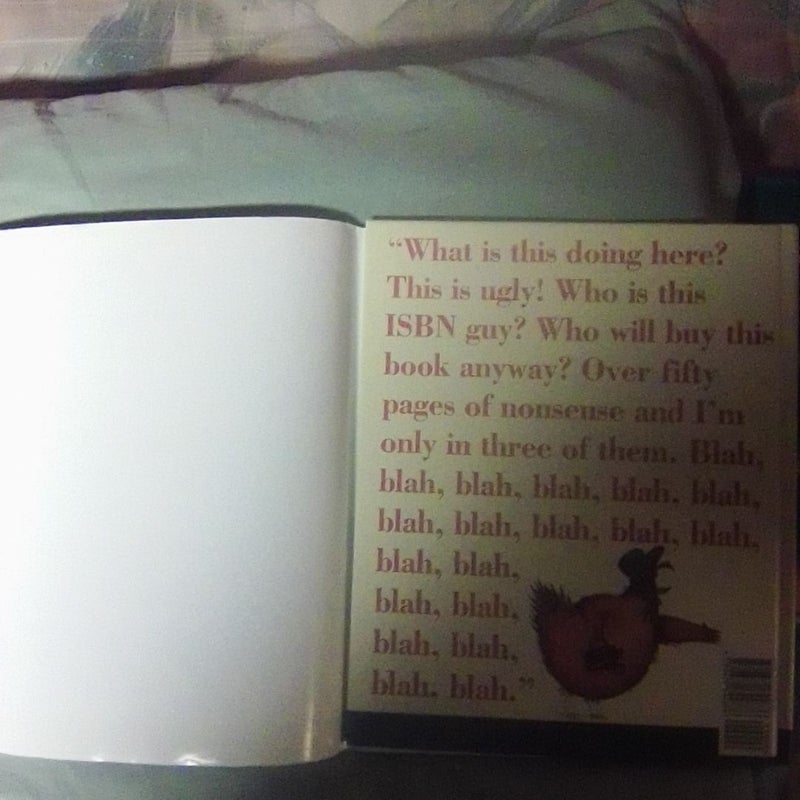 “What is this doing here?
This is ugly! Who is this
ISBN guy? Who will buy this
book anyway? Over fifty
pages of nonsense and I’m
only in three of them. Blah,
blah, blah, blah, blah, blah,
blah, blah, blah, blah, blah,
blah, blah,
blah, blah,
blah, blah,
blah, blah.”